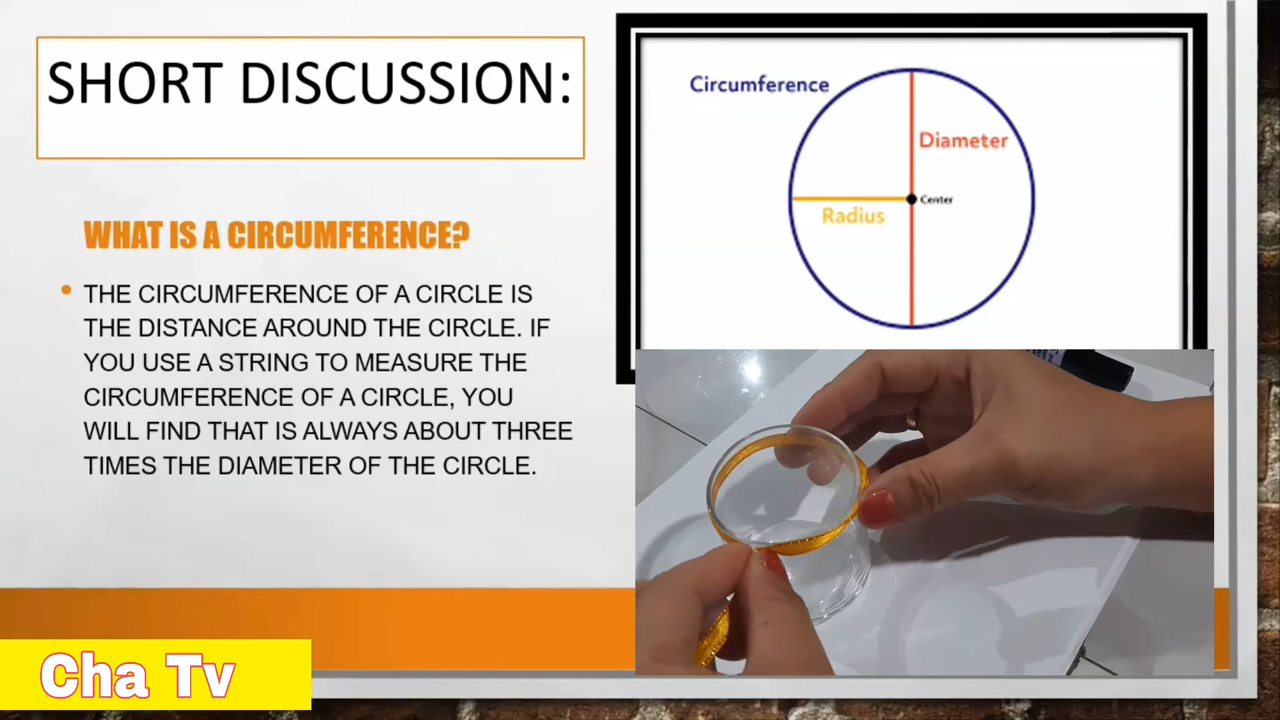 SHORT DISCUSSION:
WHAT IS A CIRCUMFERENCE?
• THE CIRCUMFERENCE OF A CIRCLE IS
THE DISTANCE AROUND THE CIRCLE. IF
YOU USE A STRING TO MEASURE THE
CIRCUMFERENCE OF A CIRCLE, YOU
WILL FIND THAT IS ALWAYS ABOUT THREE
TIMES THE DIAMETER OF THE CIRCLE.
Circumference
Diameter
Center
Radius
Cha Tv